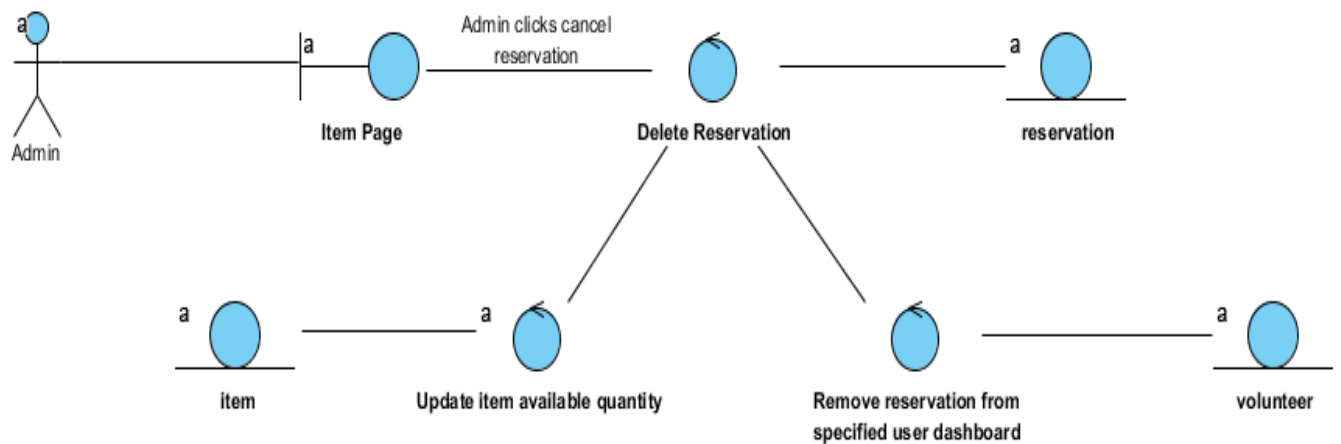 a
Admin
a
Item Page
Admin clicks cancel
reservation
Delete Reservation
a
reservation
a
item
a
Update item available quantity
Remove reservation from
specified user dashboard
a
volunteer